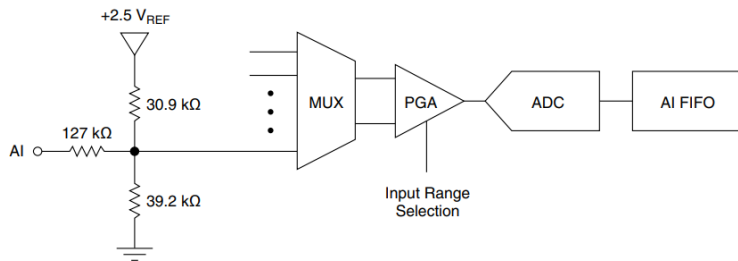 +2.5 VREF
30.9 kΩ
127 kΩ
AI
39.2 kΩ
MUX
PGA
ADC
AI FIFO
Input Range
Selection